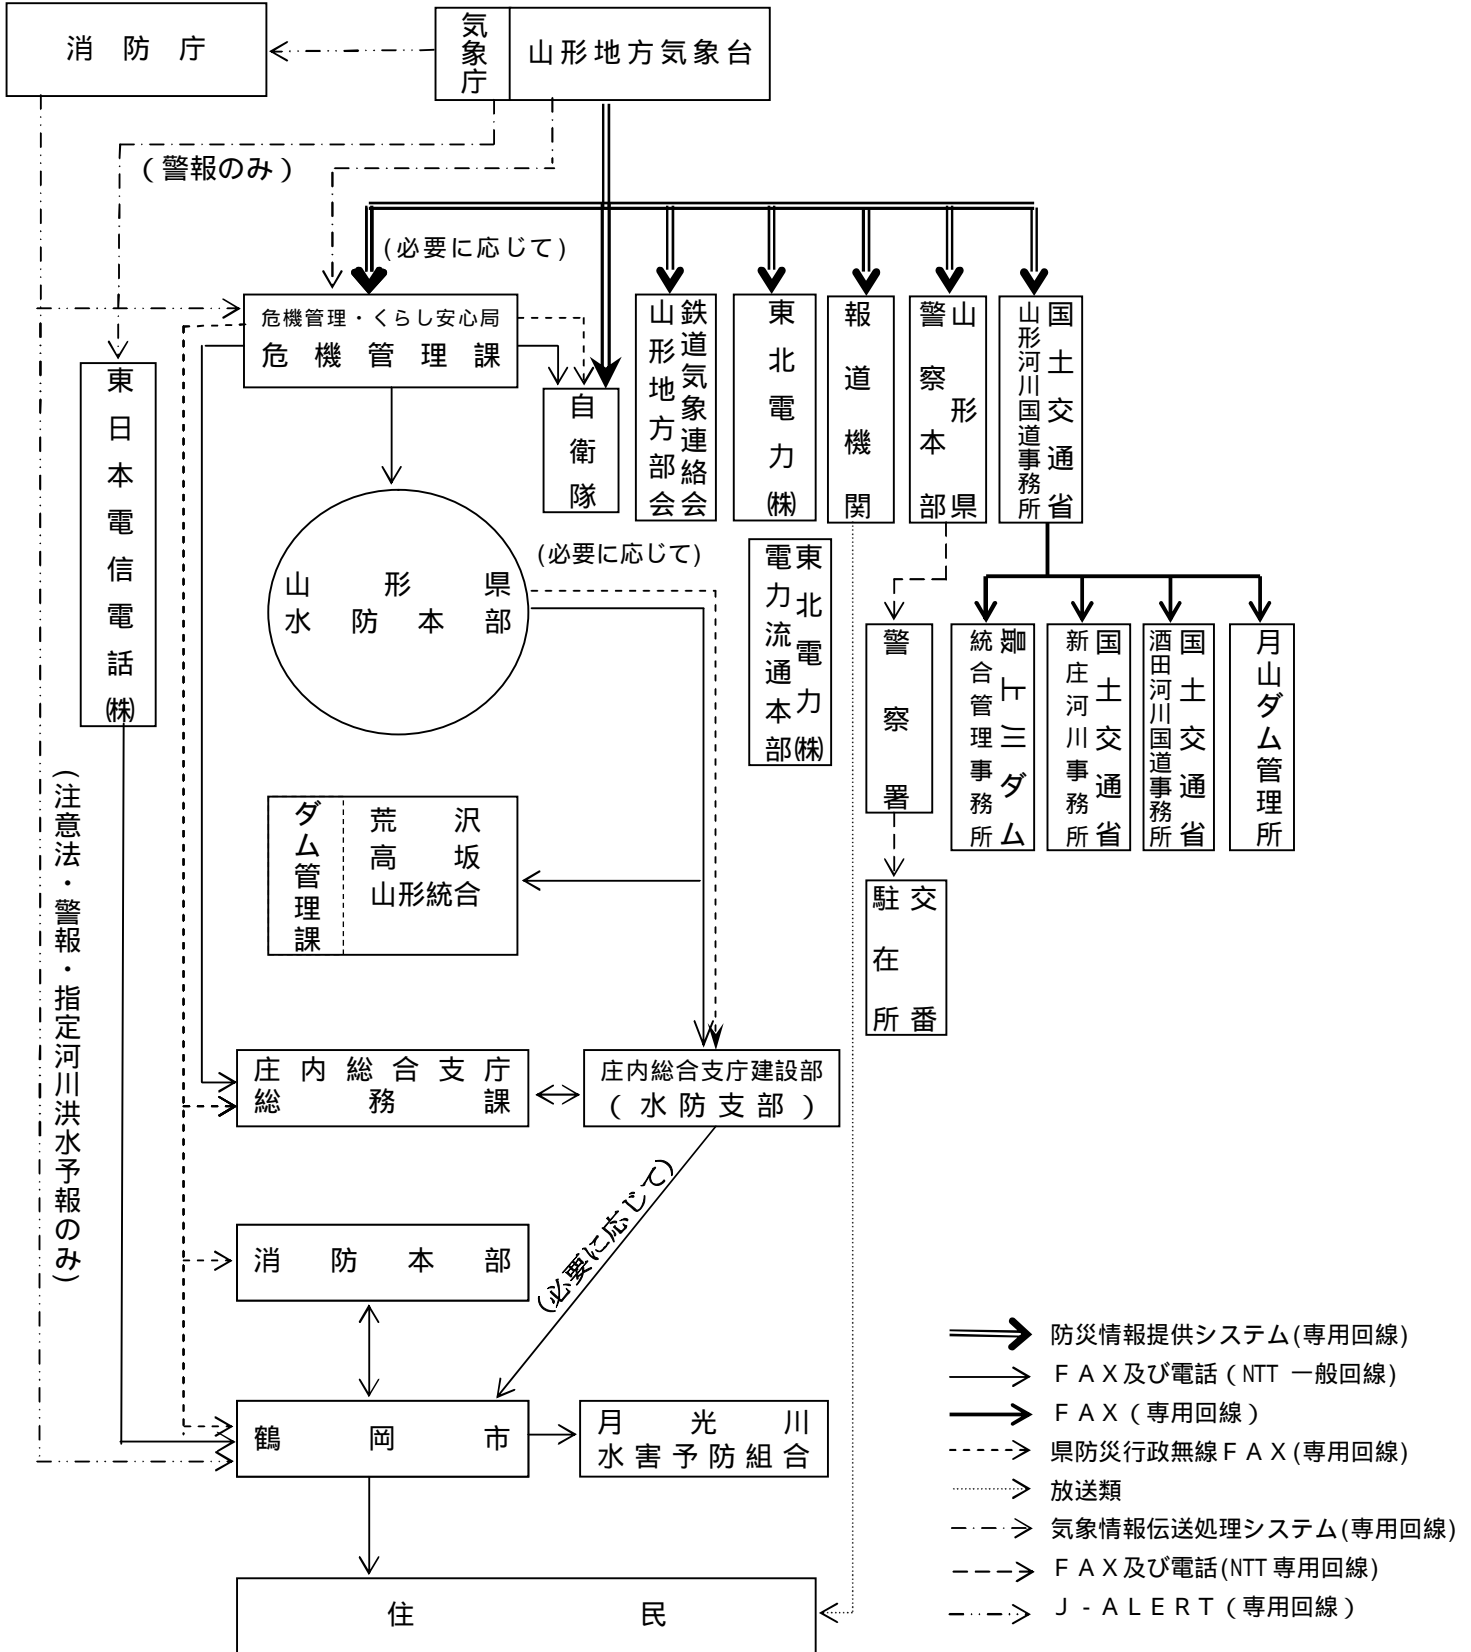 消防庁
気象庁
山形地方気象台
(警報のみ)
(必要に応じて)
危機管理・くらし安心局
危機管理課
自衛隊
鉄道気象連絡会
山形地方部会
東北電力㈱
報道機関
山形県
警察本部
国土交通省
山形河川国道事務所
東日本電信電話㈱
山形県
水防本部
(必要に応じて)
東北電力㈱
電力流通本部
警察署
最上三ダム
統合管理事務所
国土交通省
新庄河川事務所
国土交通省
酒田河川国道事務所
月山ダム管理所
(注意法・警報・指定河川洪水予報のみ)
ダム管理課
荒沢
高坂
山形統合
交番
駐在所
庄内総合支庁
総務課
庄内総合支庁建設部
(水防支部)
(必要に応じて)
消防本部
鶴岡市
月光川
水害予防組合
住民
防災情報提供システム(専用回線)
FAX及び電話(NTT 一般回線)
FAX(専用回線)
県防災行政無線FAX(専用回線)
放送類
気象情報伝送処理システム(専用回線)
FAX及び電話(NTT専用回線)
J-ALERT(専用回線)